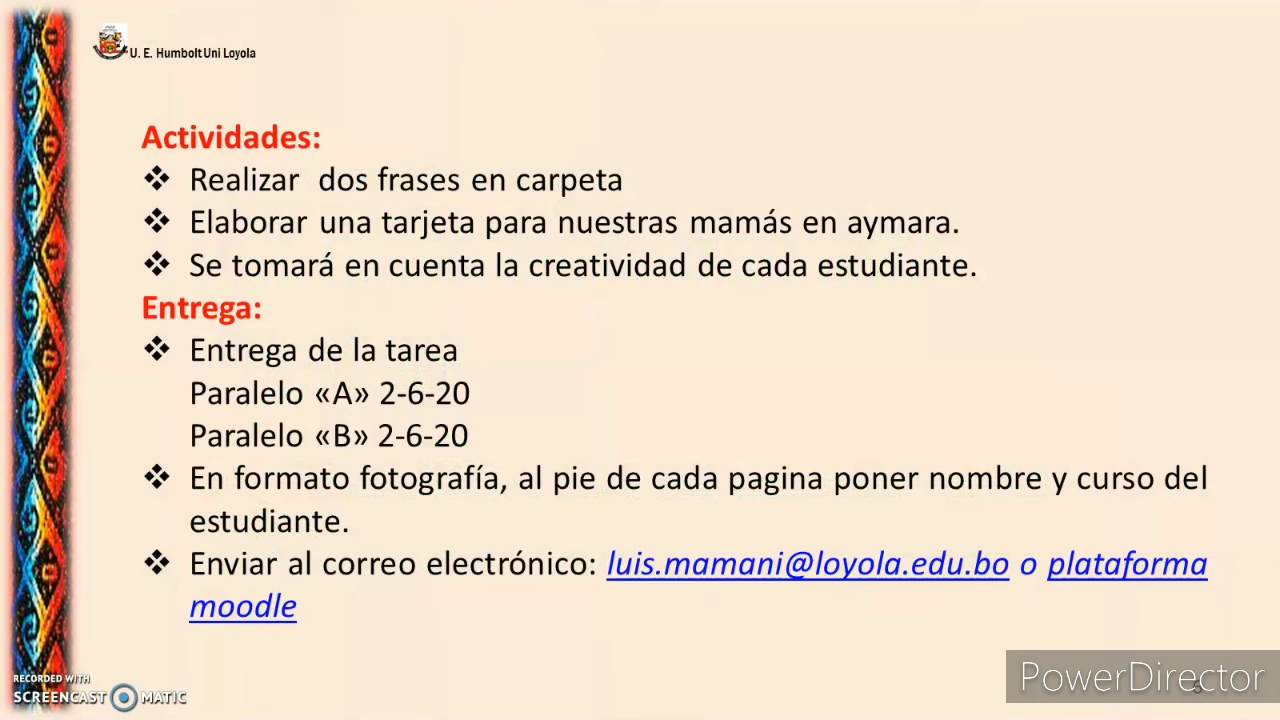 U. E. Humbolt Uni Loyola
Actividades:
❖ Realizar dos frases en carpeta
❖ Elaborar una tarjeta para nuestras mamás en aymara.
❖ Se tomará en cuenta la creatividad de cada estudiante.
Entrega:
❖ Entrega de la tarea
Paralelo «A» 2-6-20
Paralelo «B» 2-6-20
❖ En formato fotografía, al pie de cada pagina poner nombre y curso del
estudiante.
❖ Enviar al correo electrónico: luis.mamani@loyola.edu.bo o plataforma
moodle
RECORDED WITH
SCREENCAST MATIC
PowerDirector